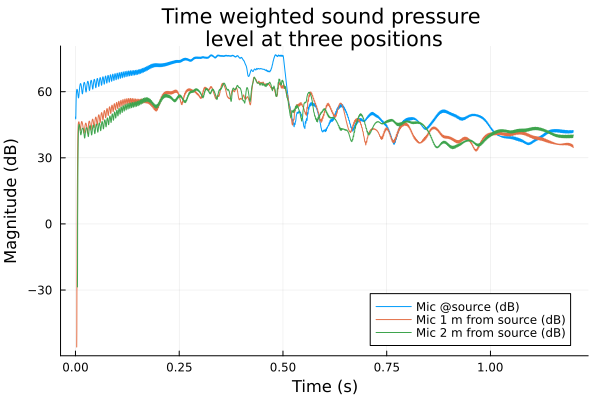 Time weighted sound pressure
level at three positions
Magnitude (dB)
60
30
0
−30
0.00
0.25
0.50
0.75
1.00
Time (s)
Mic @source (dB)
Mic 1 m from source (dB)
Mic 2 m from source (dB)